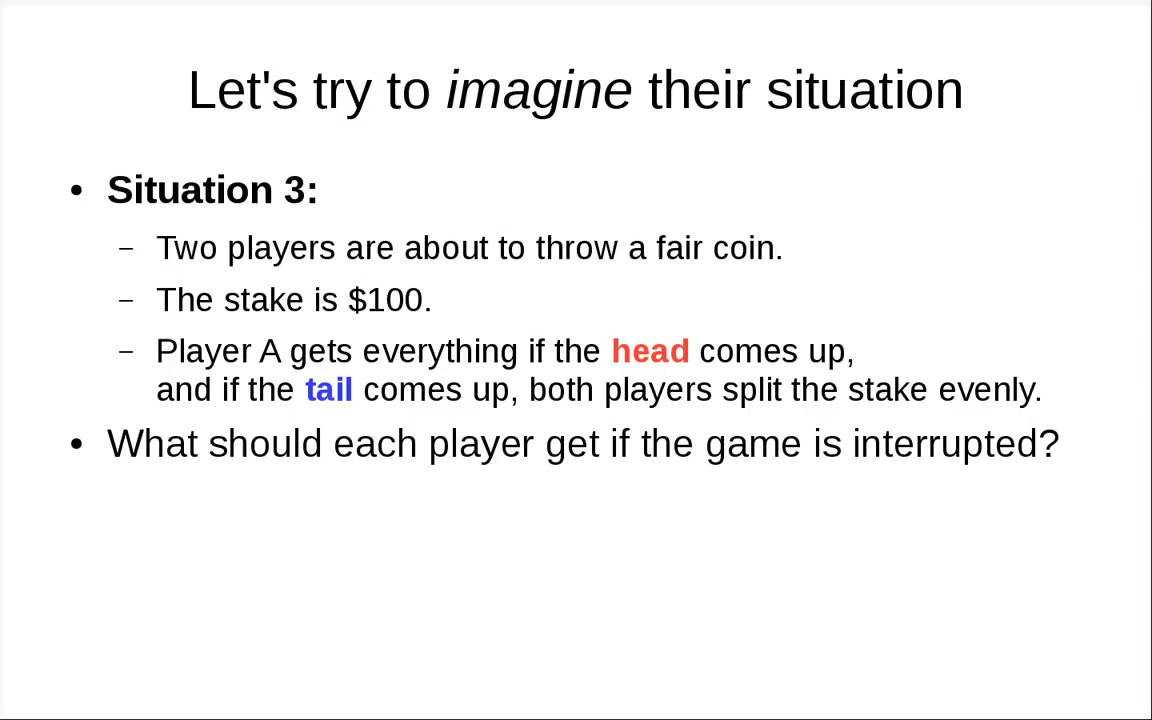 Let's try to imagine their situation
• Situation 3:
– Two players are about to throw a fair coin.
– The stake is $100.
– Player A gets everything if the head comes up,
and if the tail comes up, both players split the stake evenly.
• What should each player get if the game is interrupted?